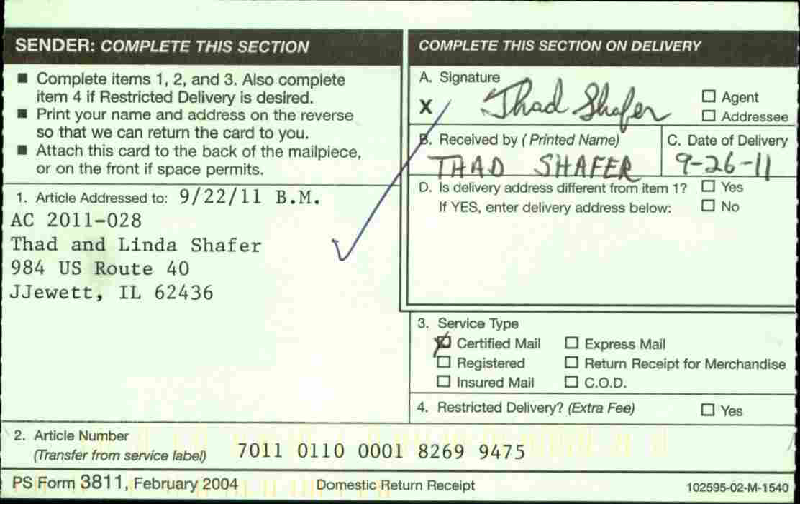 SENDER: COMPLETE THIS SECTION
■ Complete items 1, 2, and 3. Also complete
item 4 if Restricted Delivery is desired.
■ Print your name and address on the reverse
so that we can return the card to you.
■ Attach this card to the back of the mailpiece,
or on the front if space permits.
1. Article Addressed to: 9/22/11 B.M.
AC 2011-028
Thad and Linda Shafer
984 US Route 40
JJewett, IL 62436
COMPLETE THIS SECTION ON DELIVERY
A. Signature
X Thad Shafer
☐ Agent
☐ Addressee
B. Received by (Printed Name)
THAD SHAFER
C. Date of Delivery
9-26-11
D. Is delivery address different from item 1? ☐ Yes
If YES, enter delivery address below: ☐ No
3. Service Type
☒ Certified Mail ☐ Express Mail
☐ Registered ☐ Return Receipt for Merchandise
☐ Insured Mail ☐ C.O.D.
4. Restricted Delivery? (Extra Fee) ☐ Yes
2. Article Number
(Transfer from service label) 7011 0110 0001 8269 9475
PS Form 3811, February 2004 Domestic Return Receipt 102595-02-M-1540